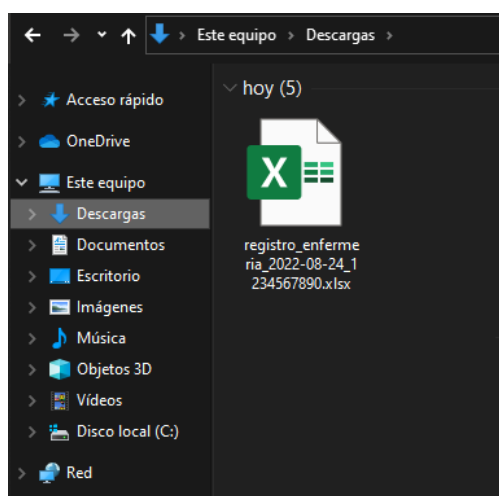 Este equipo > Descargas >
Acceso rápido
OneDrive
Este equipo
Descargas
Documentos
Escritorio
Imágenes
Música
Objetos 3D
Vídeos
Disco local (C:)
Red
hoy (5)
X
registro_enferme
ria_2022-08-24_1
234567890.xlsx